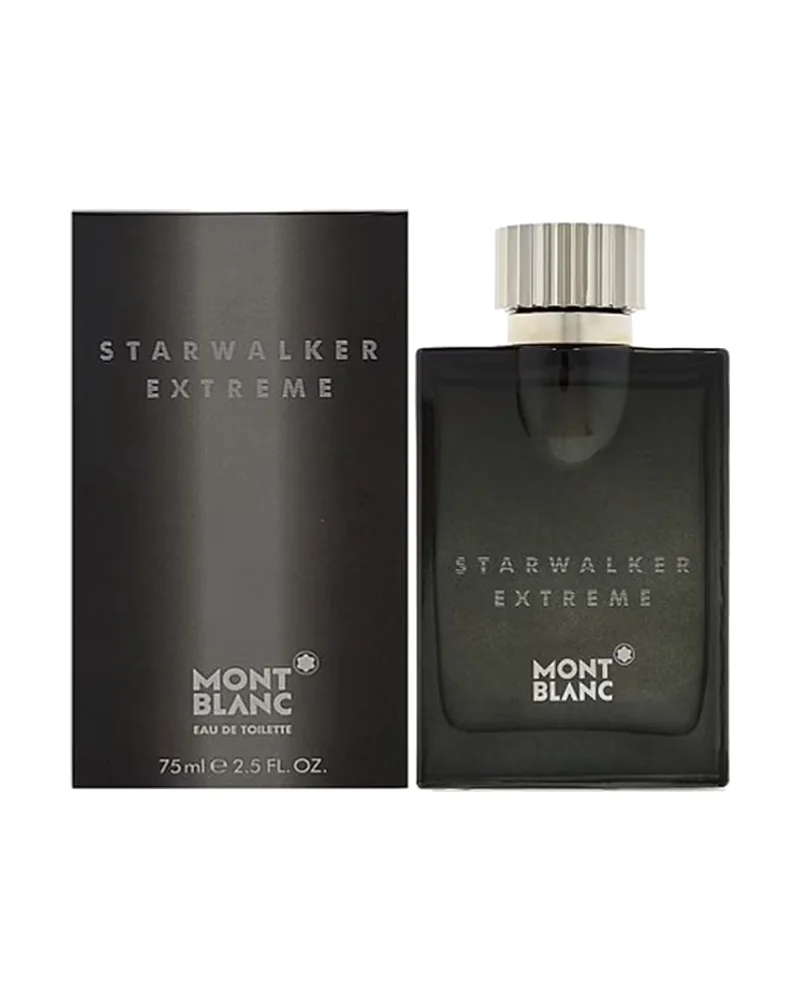 STARWALKER
EXTREME
MONT
BLANC
EAU DE TOILETTE
75ml ℮ 2.5 FL. OZ.
STARWALKER
EXTREME
MONT
BLANC